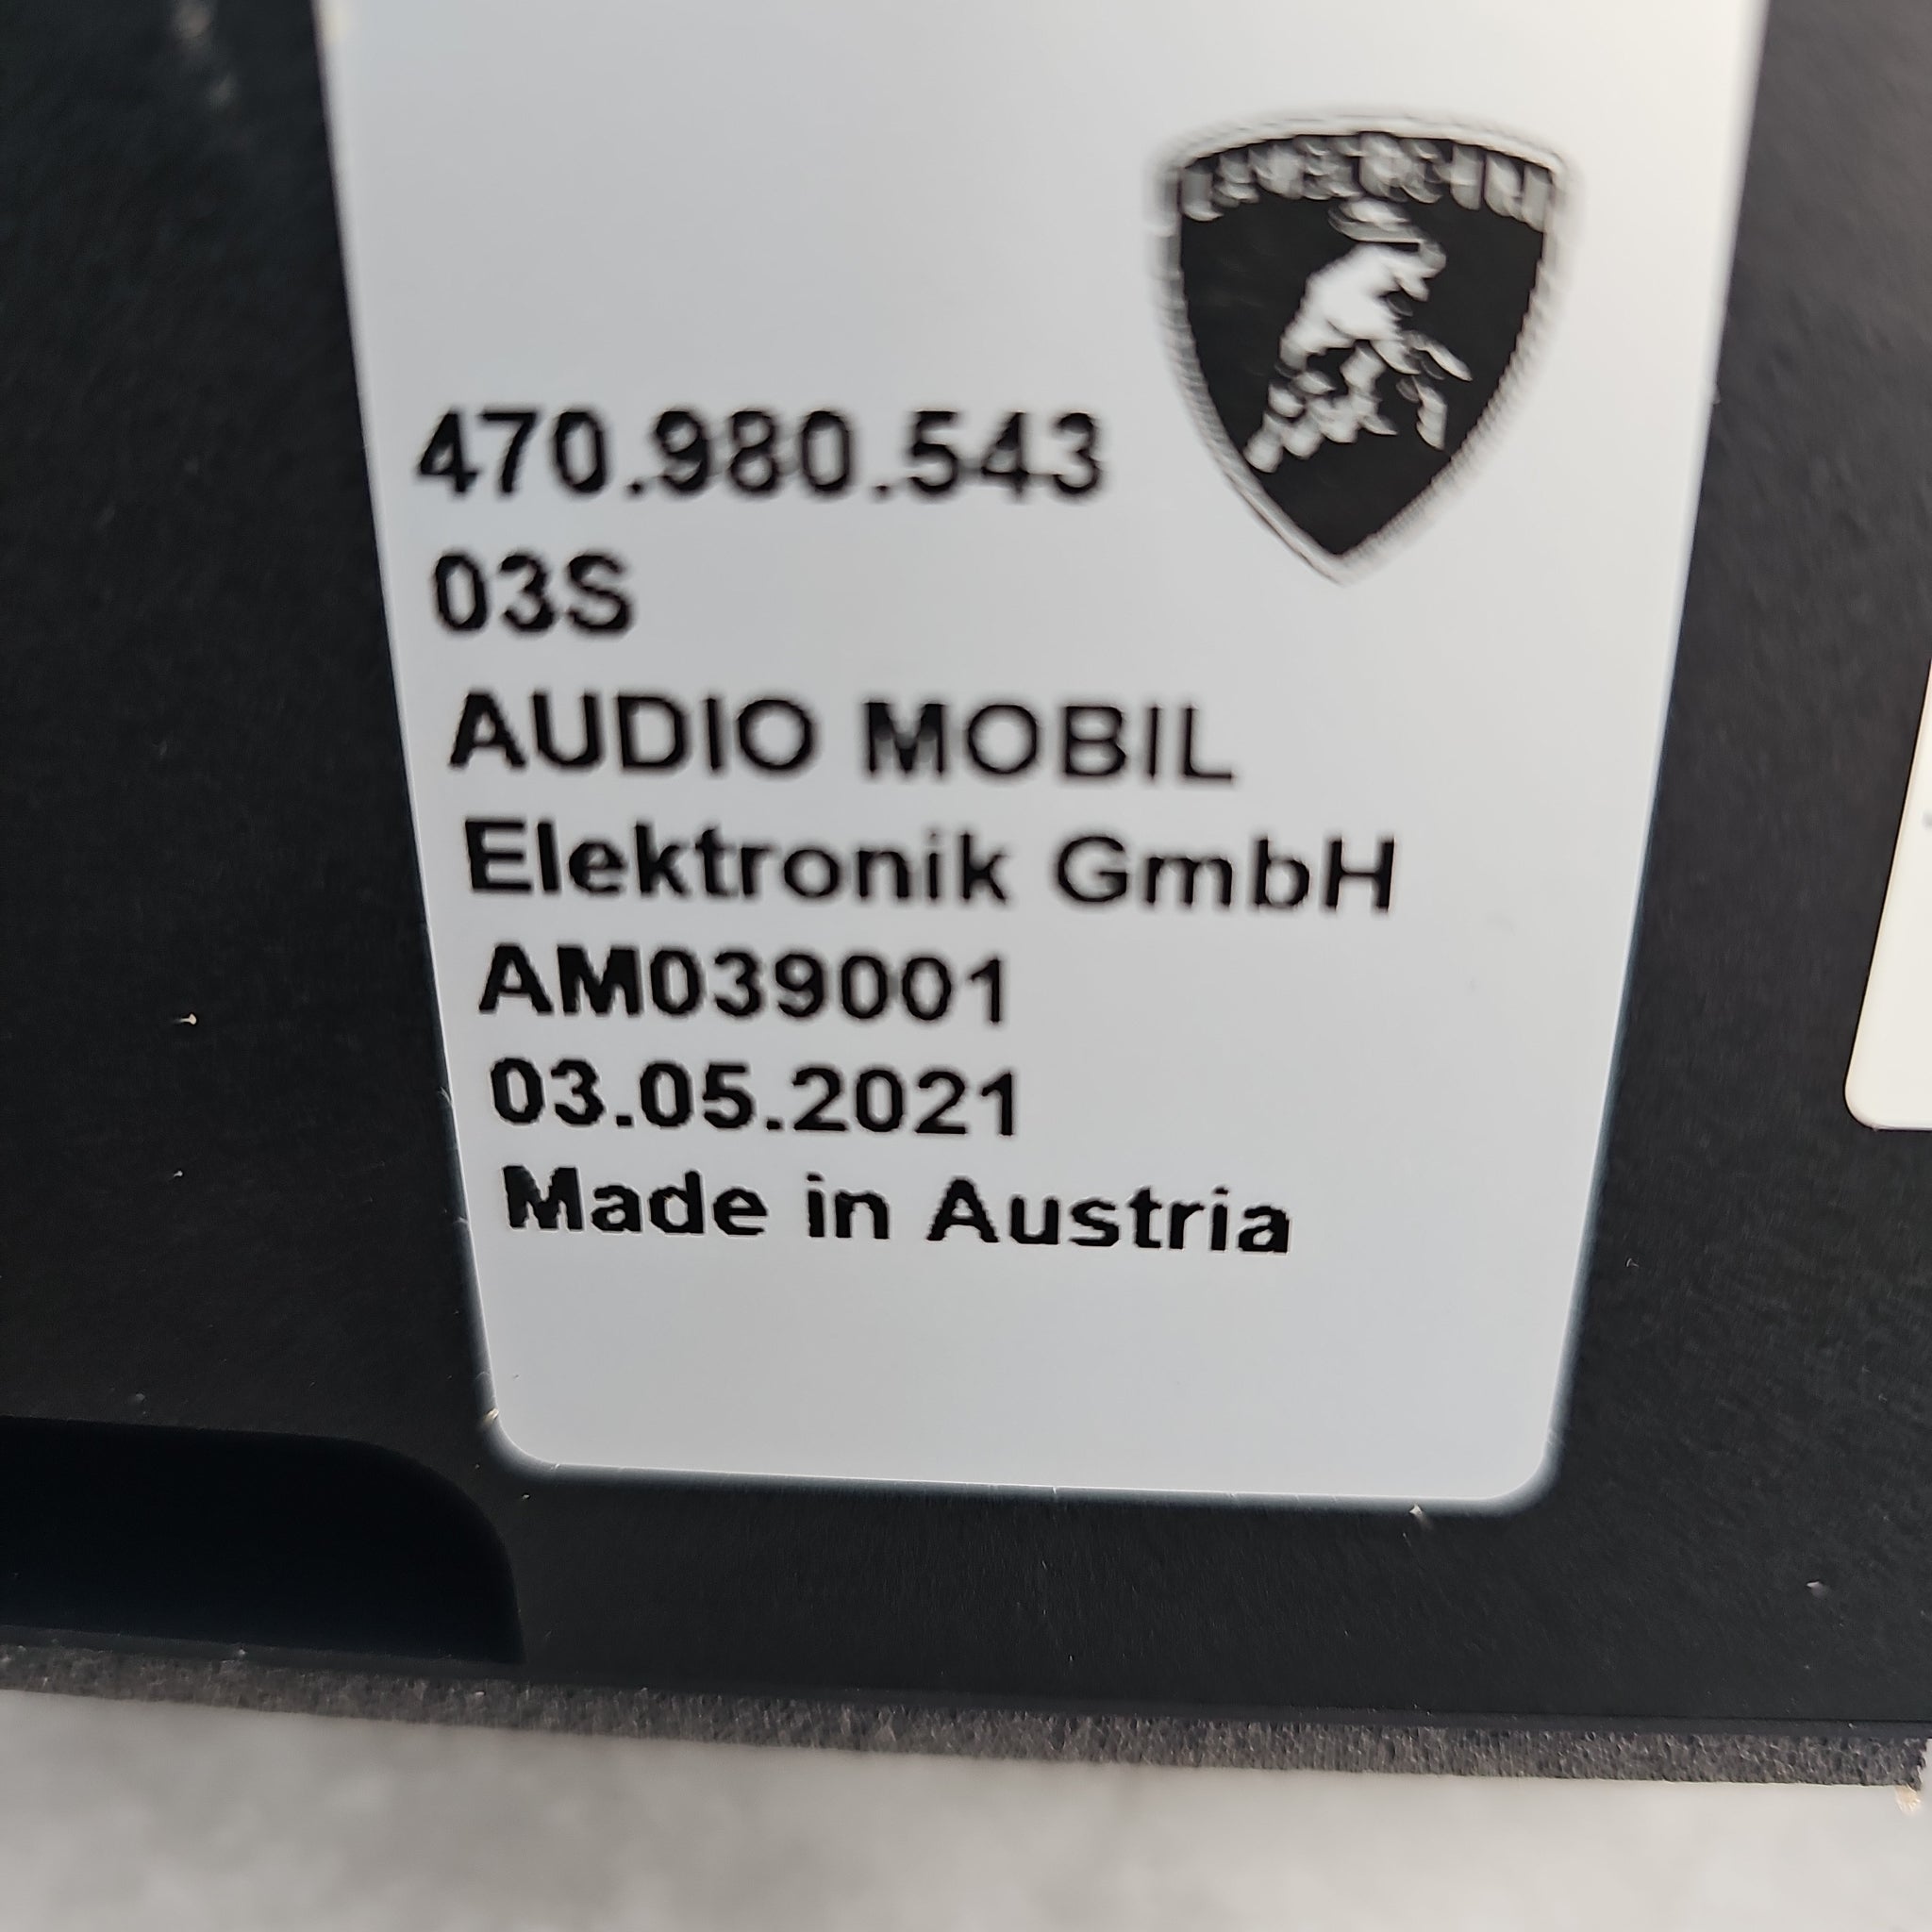 470.980.543
03S
AUDIO MOBIL
Elektronik GmbH
AM039001
03.05.2021
Made in Austria